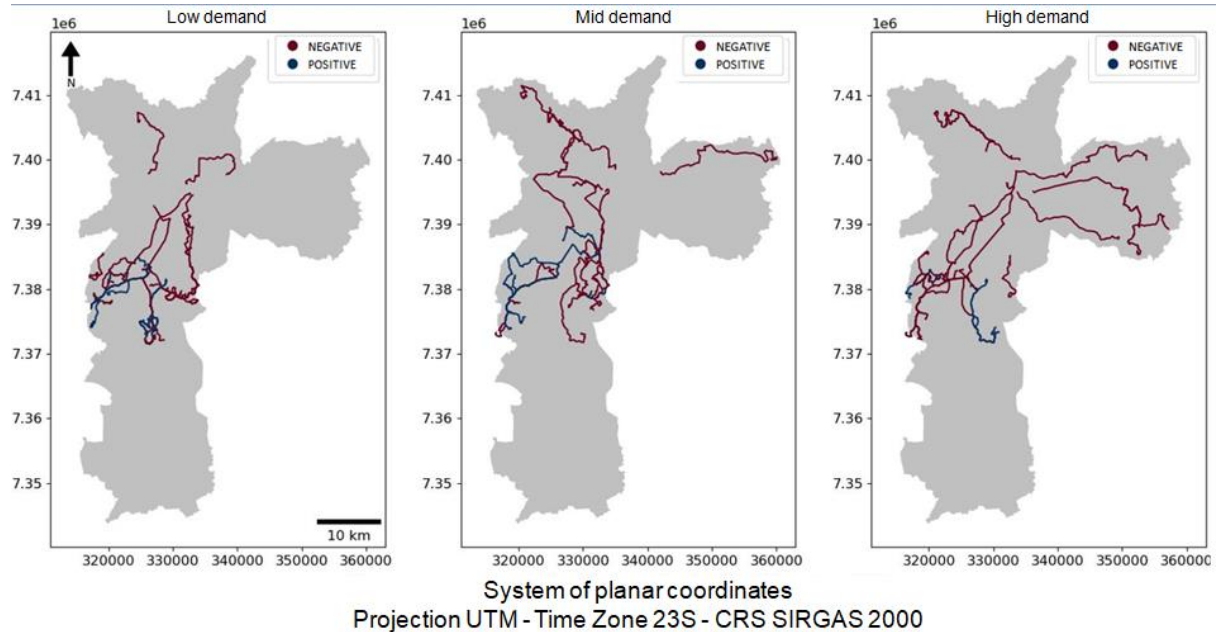 Low demand
Mid demand
High demand
1e6
1e6
1e6
NEGATIVE
POSITIVE
NEGATIVE
POSITIVE
NEGATIVE
POSITIVE
N
7.41
7.40
7.39
7.38
7.37
7.36
7.35
7.41
7.40
7.39
7.38
7.37
7.36
7.35
7.41
7.40
7.39
7.38
7.37
7.36
7.35
10 km
320000 330000 340000 350000 360000
320000 330000 340000 350000 360000
320000 330000 340000 350000 360000
System of planar coordinates
Projection UTM - Time Zone 23S - CRS SIRGAS 2000